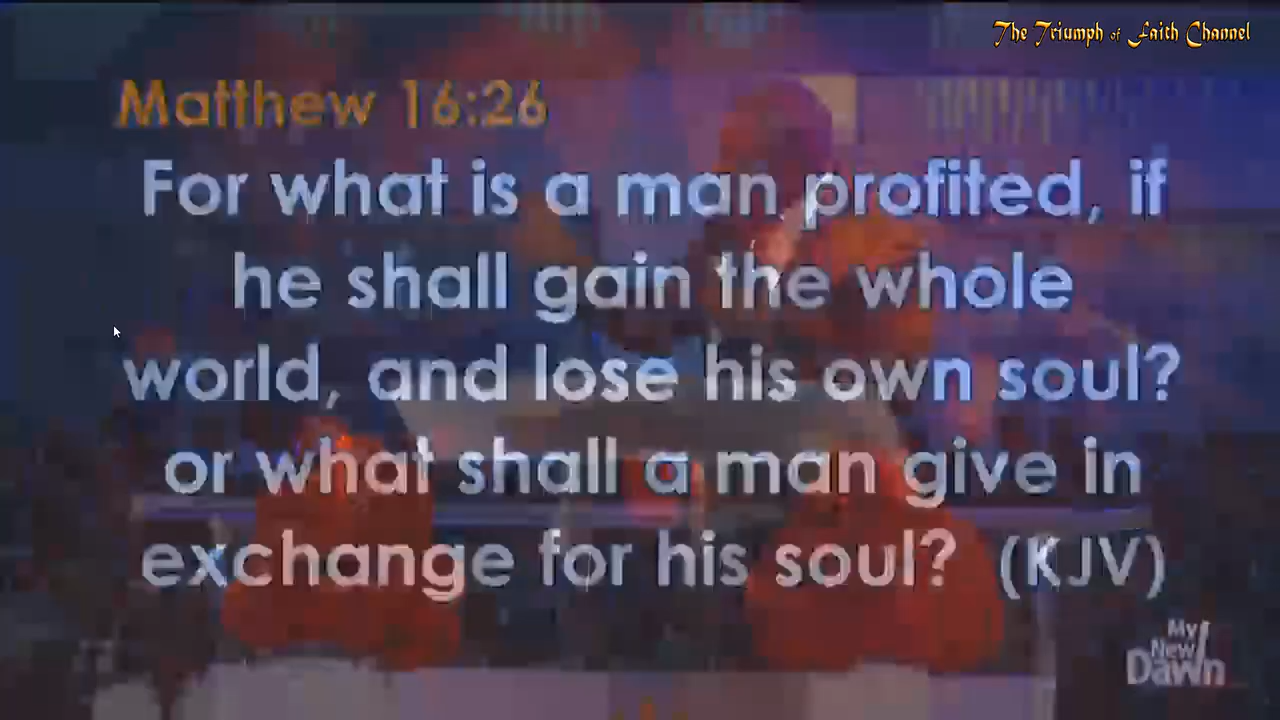 The Triumph of Faith Channel
Matthew 16:26
For what is a man profited, if
he shall gain the whole
world, and lose his own soul?
or what shall a man give in
exchange for his soul? (KJV)
My
New
Dawn